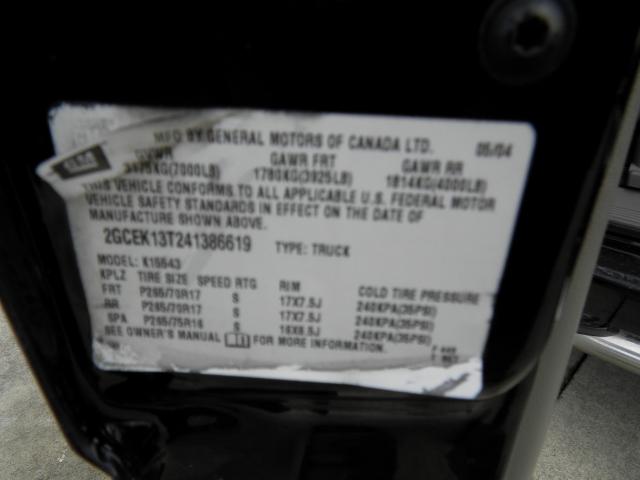 MFD BY GENERAL MOTORS OF CANADA LTD. 05/04
GVWR GAWR FRT GAWR RR
3175KG(7000LB) 1780KG(3925LB) 1814KG(4000LB)
THIS VEHICLE CONFORMS TO ALL APPLICABLE U.S. FEDERAL MOTOR
VEHICLE SAFETY STANDARDS IN EFFECT ON THE DATE OF
MANUFACTURE SHOWN ABOVE.
2GCEK13T241386619 TYPE: TRUCK
MODEL: K15543
KPLZ TIRE SIZE SPEED RTG RIM COLD TIRE PRESSURE
FRT P265/70R17 S 17X7.5J 240KPA(35PSI)
RR P265/70R17 S 17X7.5J 240KPA(35PSI)
SPA P265/75R16 S 16X6.5J 240KPA(35PSI)
SEE OWNER'S MANUAL FOR MORE INFORMATION.